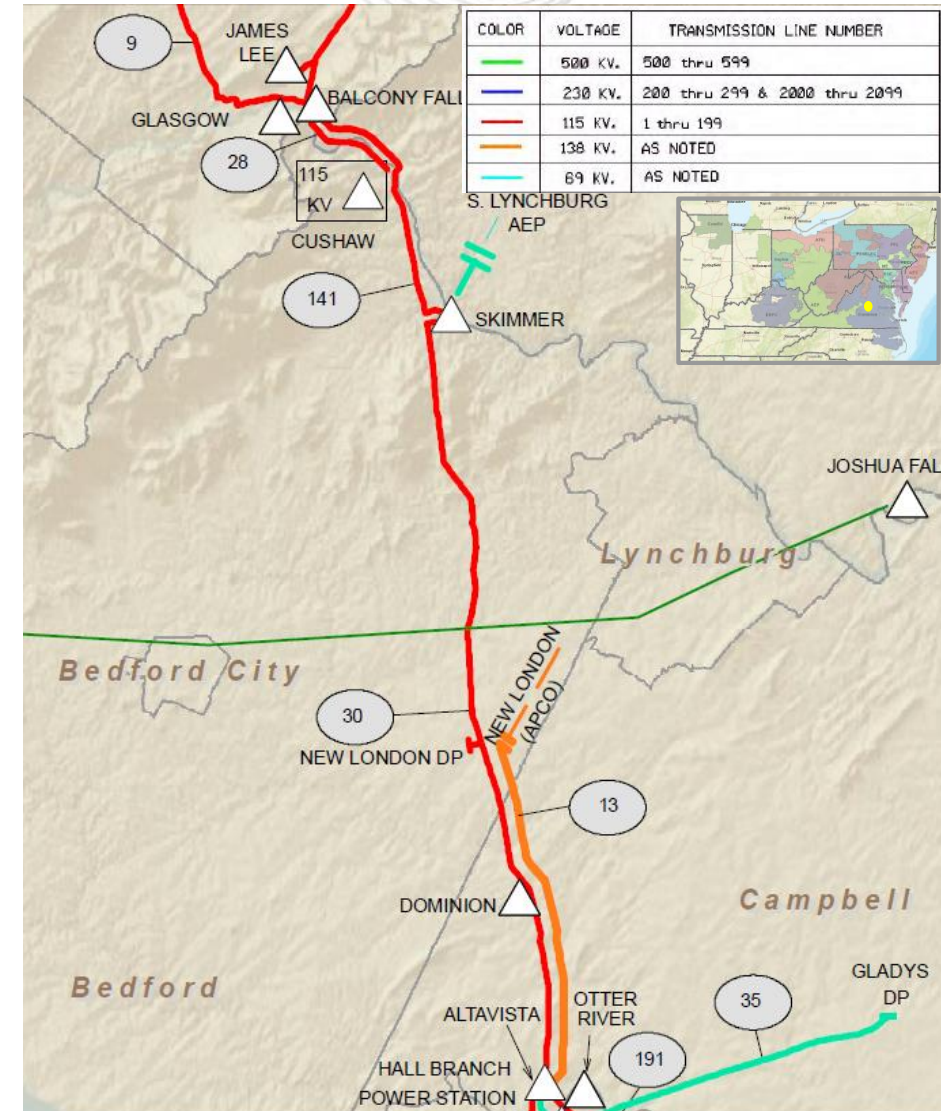 COLOR VOLTAGE TRANSMISSION LINE NUMBER
500 KV. 500 thru 599
230 KV. 200 thru 299 & 2000 thru 2099
115 KV. 1 thru 199
138 KV. AS NOTED
69 KV. AS NOTED
9
JAMES
LEE
BALCONY FALL
GLASGOW
28
115
KV
CUSHAW
S. LYNCHBURG
AEP
141
SKIMMER
JOSHUA FAL
Lynchburg
Bedford City
NEW LONDON
(APCO)
30
NEW LONDON DP
13
DOMINION
Campbell
Bedford
GLADYS
DP
35
ALTAVISTA
OTTER
RIVER
191
HALL BRANCH
POWER STATION